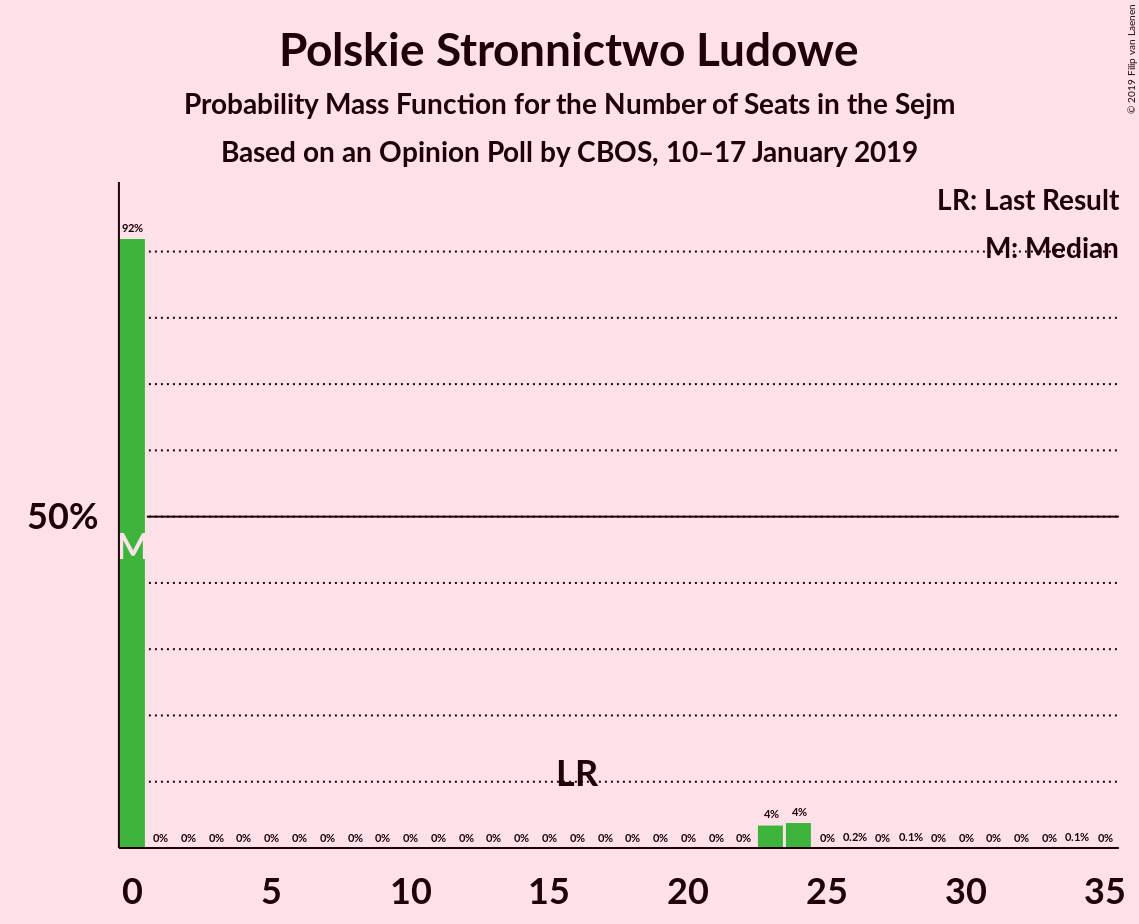 Polskie Stronnictwo Ludowe
Probability Mass Function for the Number of Seats in the Sejm
Based on an Opinion Poll by CBOS, 10–17 January 2019
© 2019 Filip van Laenen
LR: Last Result
M: Median
92%
50%
M
LR
0% 0% 0% 0% 0% 0% 0% 0% 0% 0% 0% 0% 0% 0% 0% 0% 0% 0% 0% 0% 0% 0% 4% 4% 0% 0.2% 0% 0.1% 0% 0% 0% 0% 0% 0.1% 0%
0 5 10 15 20 25 30 35